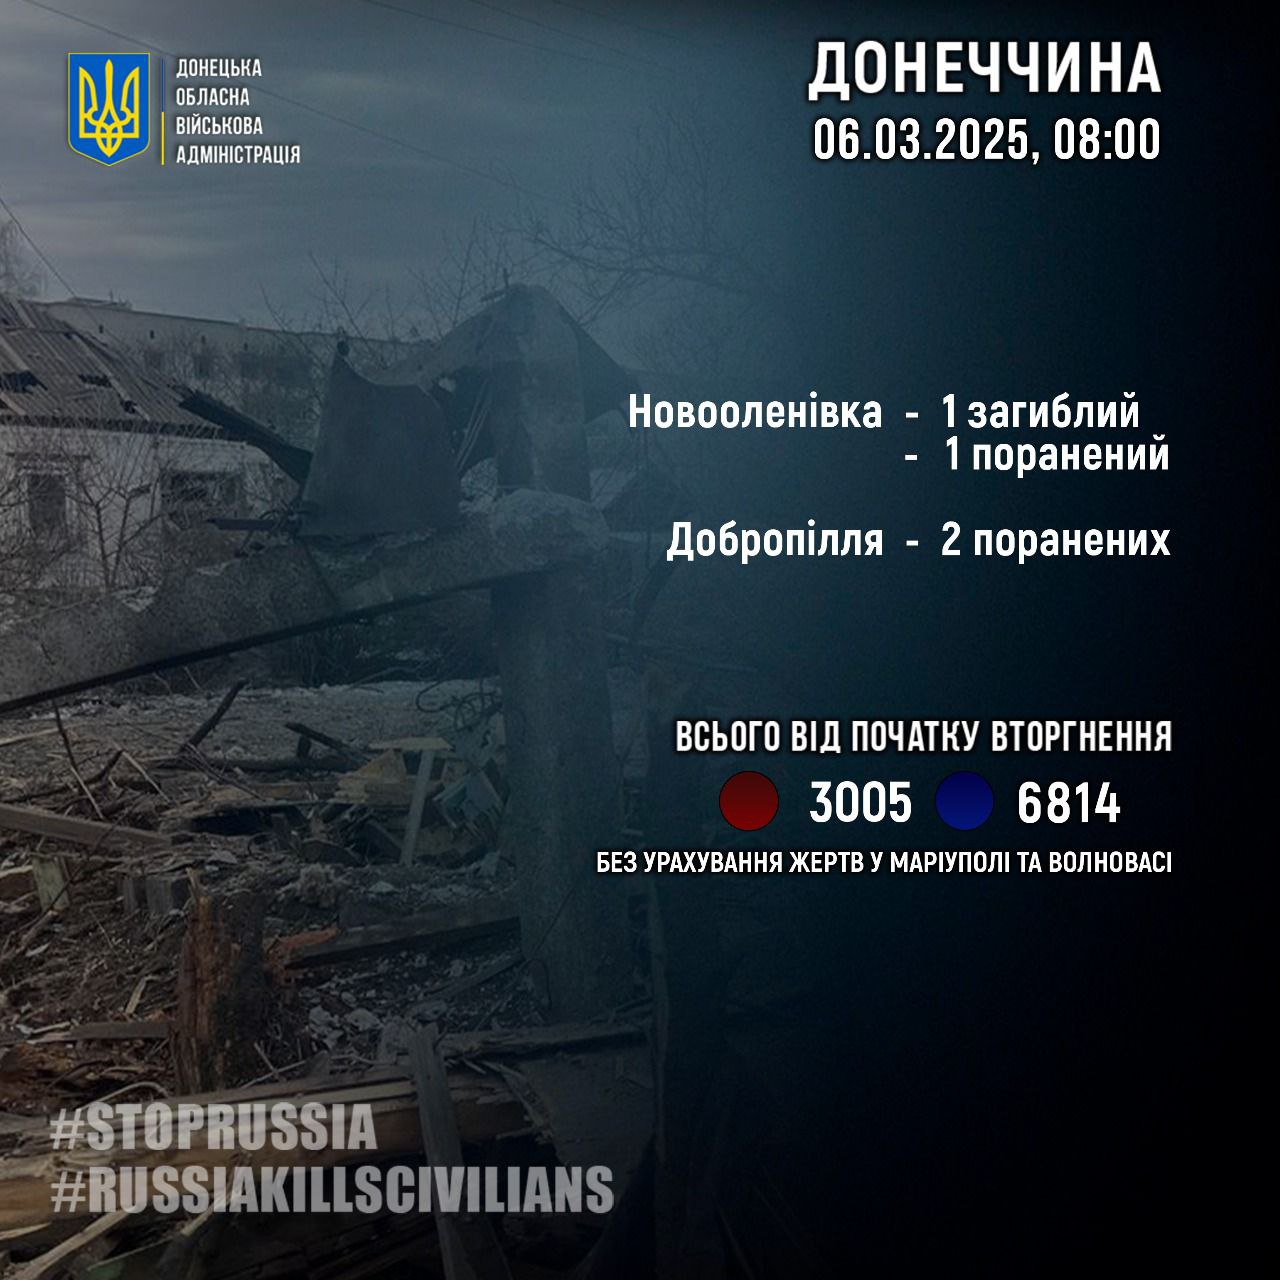 ДОНЕЦЬКА
ОБЛАСНА
ВІЙСЬКОВА
АДМІНІСТРАЦІЯ
ДОНЕЧЧИНА
06.03.2025, 08:00
Новооленівка - 1 загиблий
- 1 поранений
Добропілля - 2 поранених
ВСЬОГО ВІД ПОЧАТКУ ВТОРГНЕННЯ
3005 6814
БЕЗ УРАХУВАННЯ ЖЕРТВ У МАРІУПОЛІ ТА ВОЛНОВАСІ
#STOPRUSSIA
#RUSSIAKILLSCIVILIANS